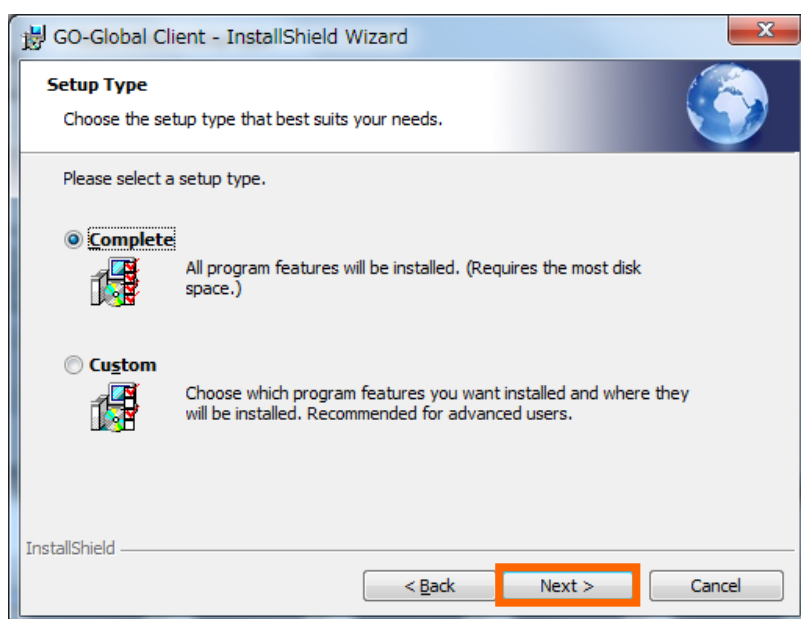 GO-Global Client - InstallShield Wizard
Setup Type
Choose the setup type that best suits your needs.
Please select a setup type.
Complete
All program features will be installed. (Requires the most disk
space.)
Custom
Choose which program features you want installed and where they
will be installed. Recommended for advanced users.
InstallShield
< Back Next > Cancel